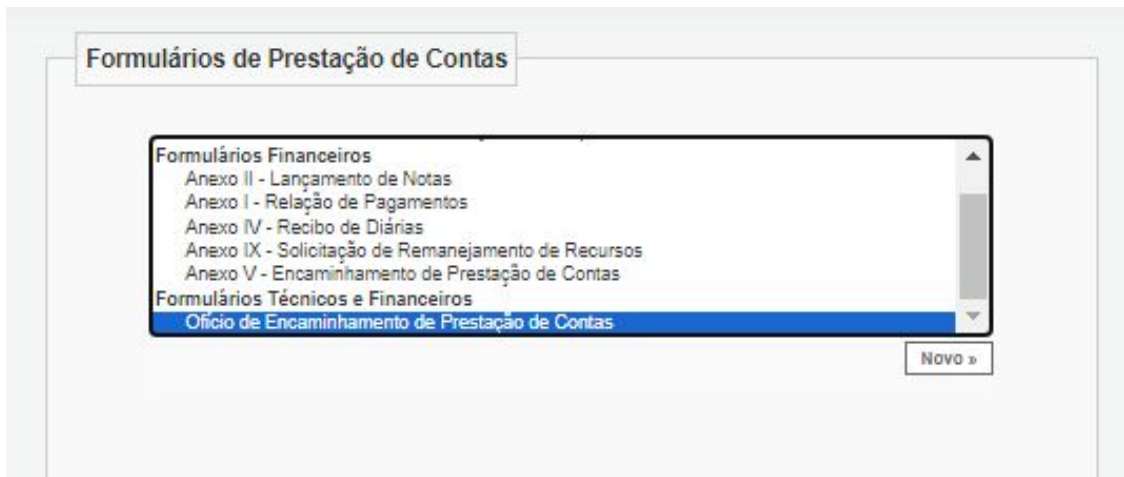 Formulários de Prestação de Contas
Formulários Financeiros
Anexo II - Lançamento de Notas
Anexo I - Relação de Pagamentos
Anexo IV - Recibo de Diárias
Anexo IX - Solicitação de Remanejamento de Recursos
Anexo V - Encaminhamento de Prestação de Contas
Formulários Técnicos e Financeiros
Ofício de Encaminhamento de Prestação de Contas
Novo »